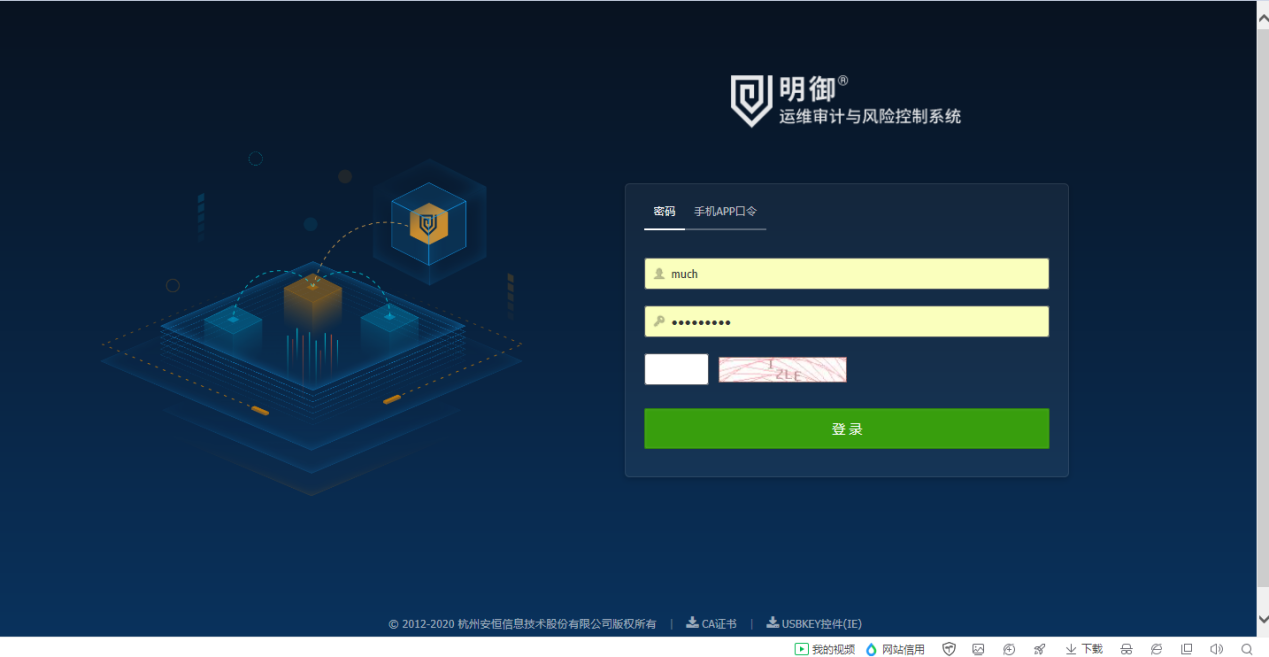 明御®
运维审计与风险控制系统
密码 手机APP口令
much
登录
© 2012-2020 杭州安恒信息技术股份有限公司版权所有 | CA证书 | USBKEY控件(IE)
我的视频 网站信用 下载